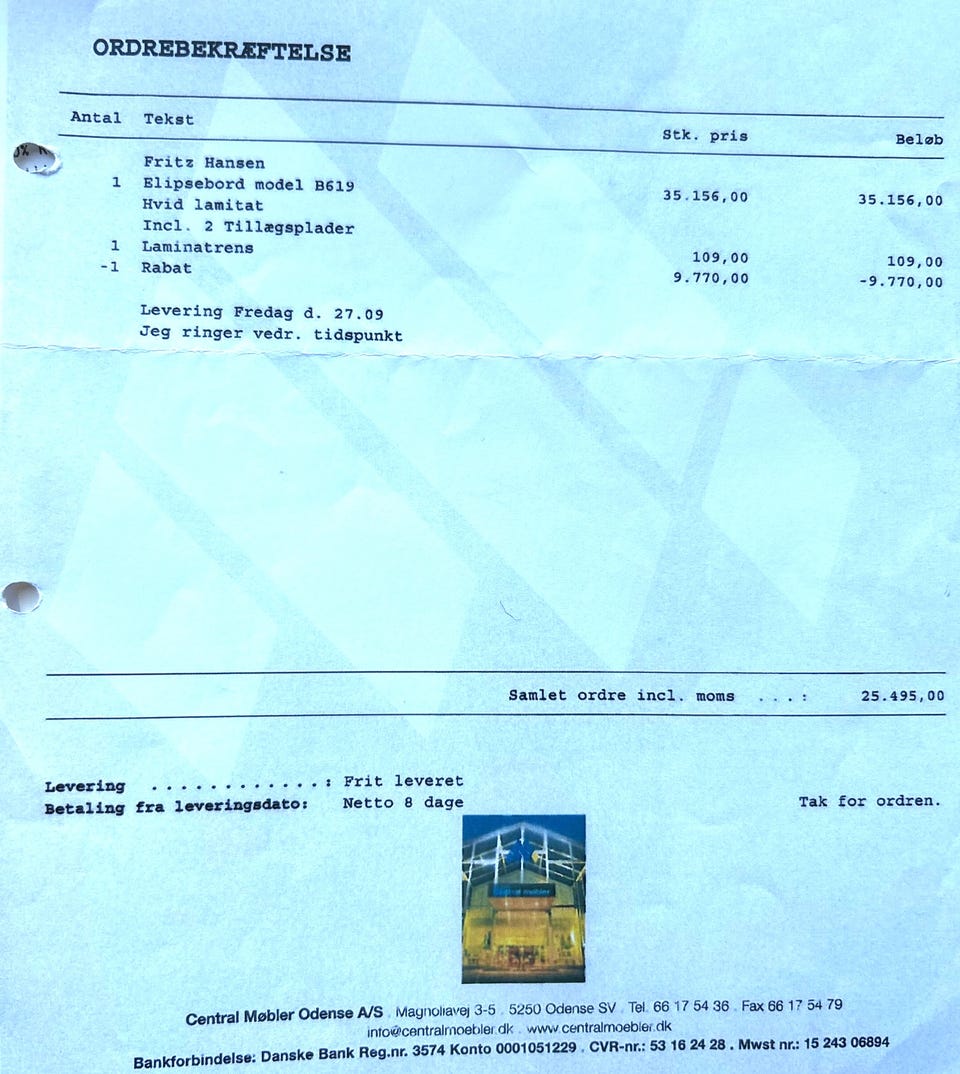 ORDREBEKRÆFTELSE
Antal Tekst Stk. pris Beløb
Fritz Hansen
1 Elipsebord model B619 35.156,00 35.156,00
Hvid lamitat
Incl. 2 Tillægsplader
1 Laminatrens 109,00 109,00
-1 Rabat 9.770,00 -9.770,00
Levering Fredag d. 27.09
Jeg ringer vedr. tidspunkt
Samlet ordre incl. moms ...: 25.495,00
Levering .............: Frit leveret
Betaling fra leveringsdato: Netto 8 dage Tak for ordren.
møbler
Central Møbler Odense A/S . Magnoliavej 3-5 . 5250 Odense SV . Tel. 66 17 54 36 . Fax 66 17 54 79
info@centralmoebler.dk . www.centralmoebler.dk
Bankforbindelse: Danske Bank Reg.nr. 3574 Konto 0001051229 . CVR-nr.: 53 16 24 28 . Mwst nr.: 15 243 06894